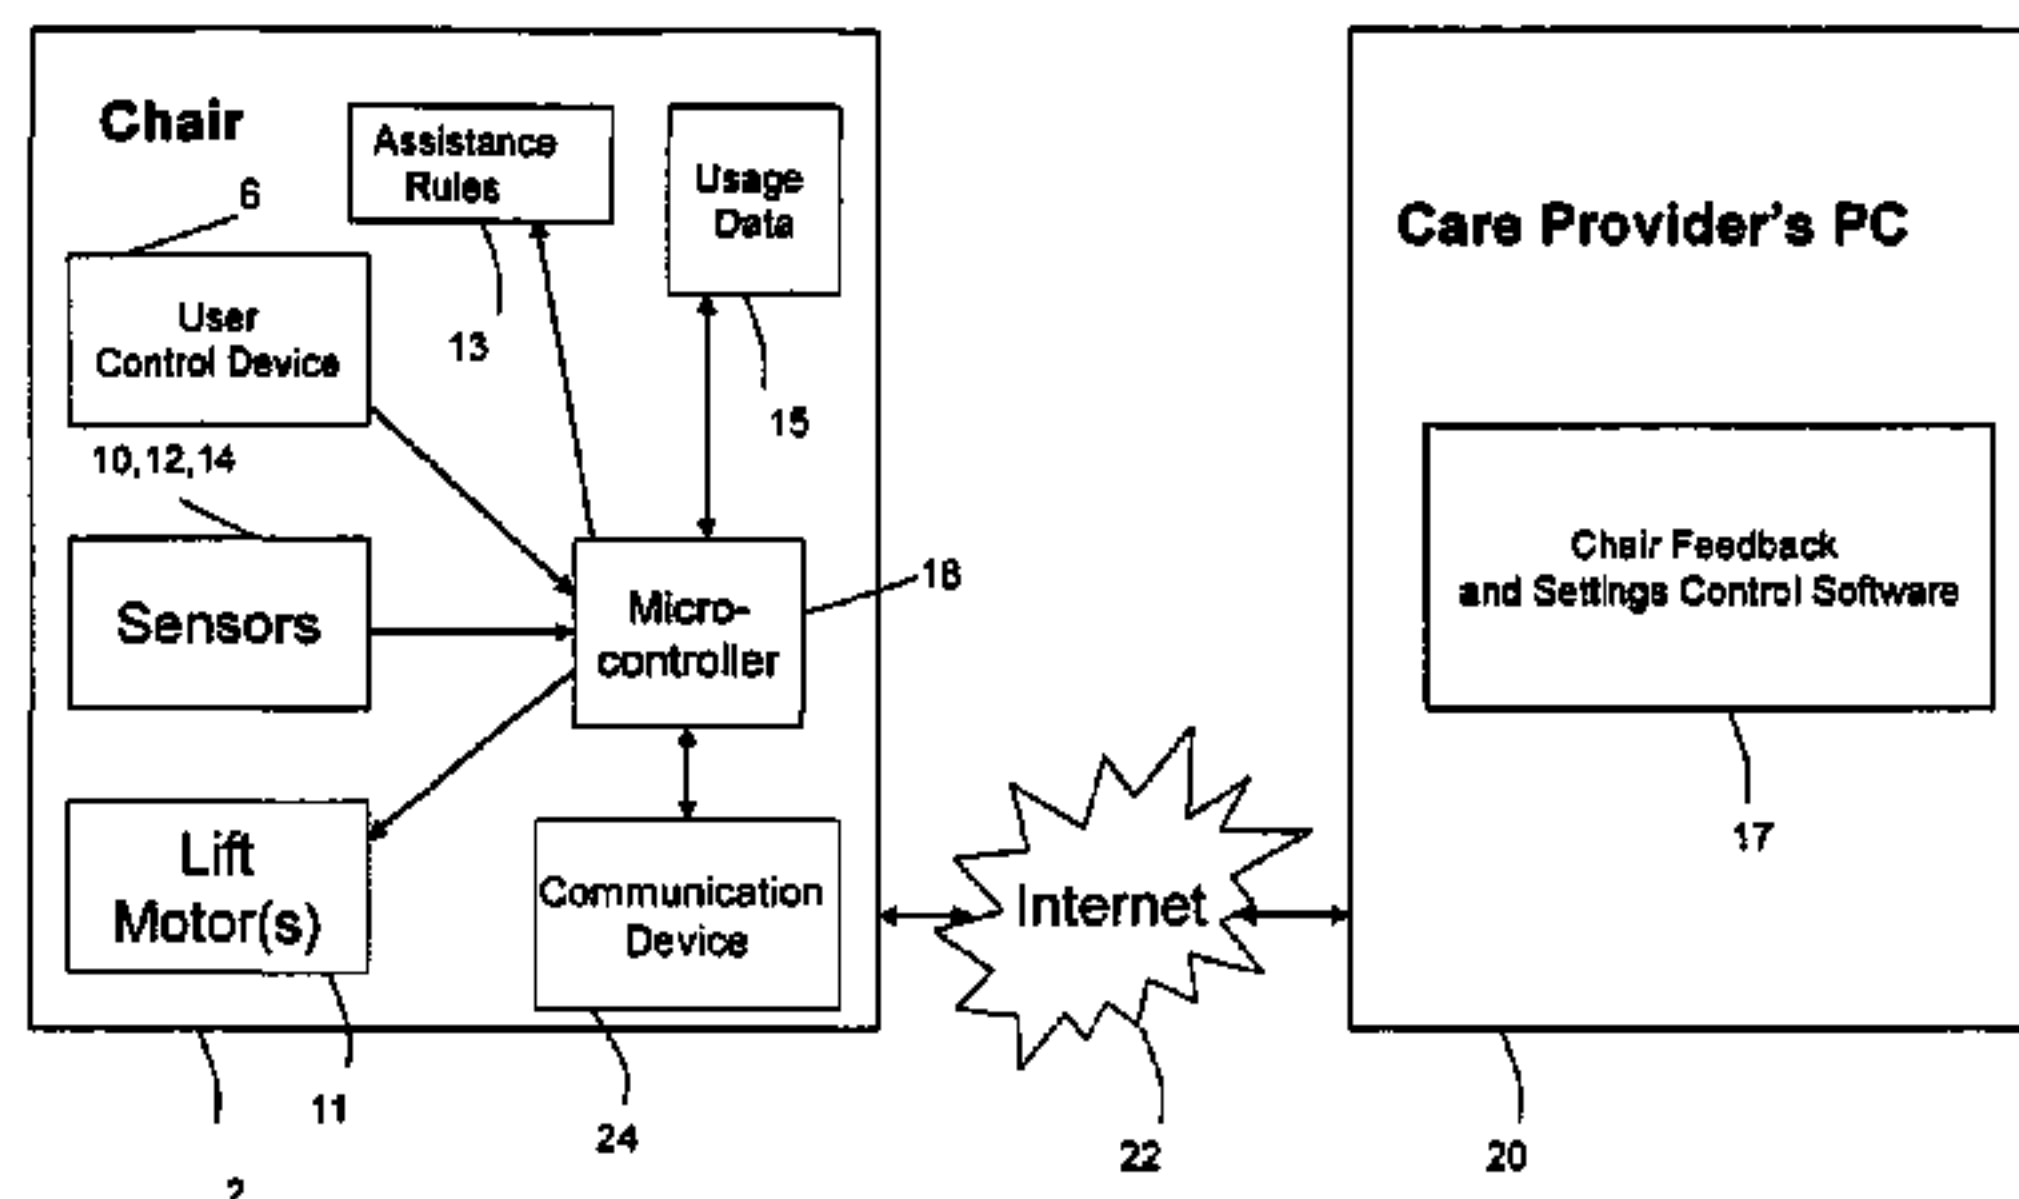 Chair
Assistance
Rules
Usage
Data
6
User
Control Device
13
15
10,12,14
Sensors
Micro-
controller
18
Lift
Motor(s)
Communication
Device
11
24
2
Internet
22
Care Provider's PC
Chair Feedback
and Settings Control Software
17
20